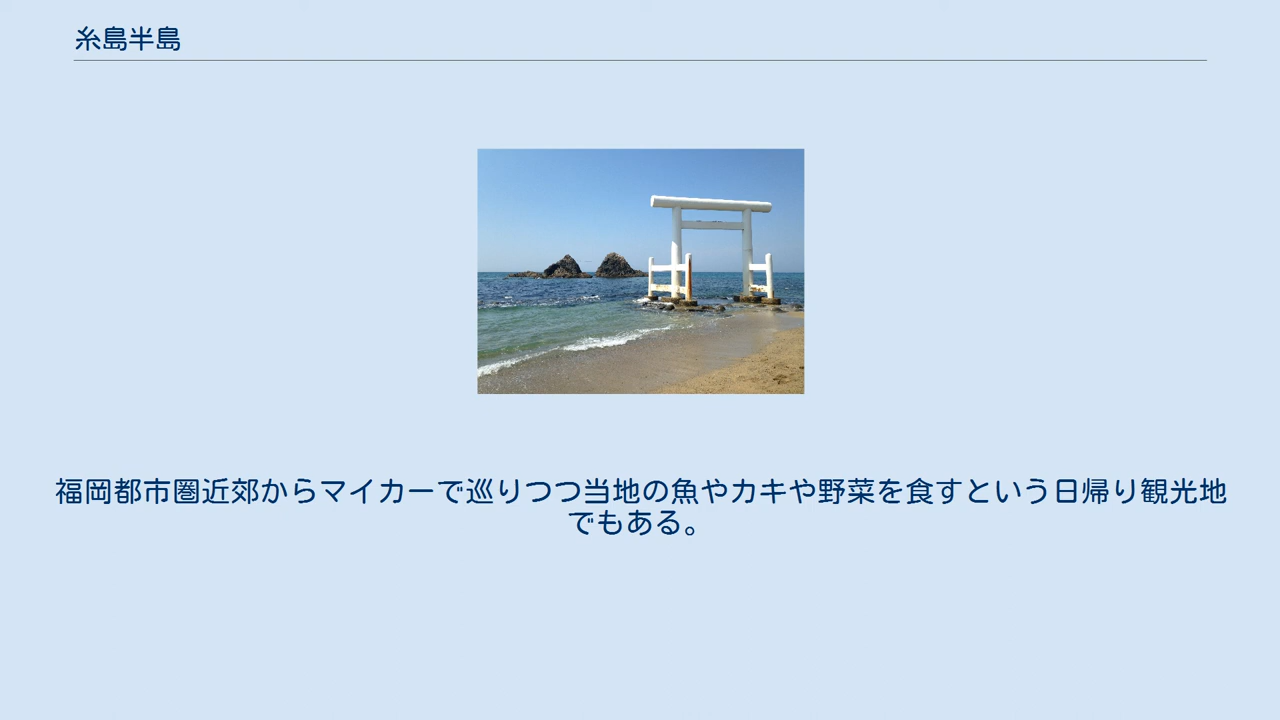 糸島半島
福岡都市圏近郊からマイカーで巡りつつ当地の魚やカキや野菜を食すという日帰り観光地
でもある。